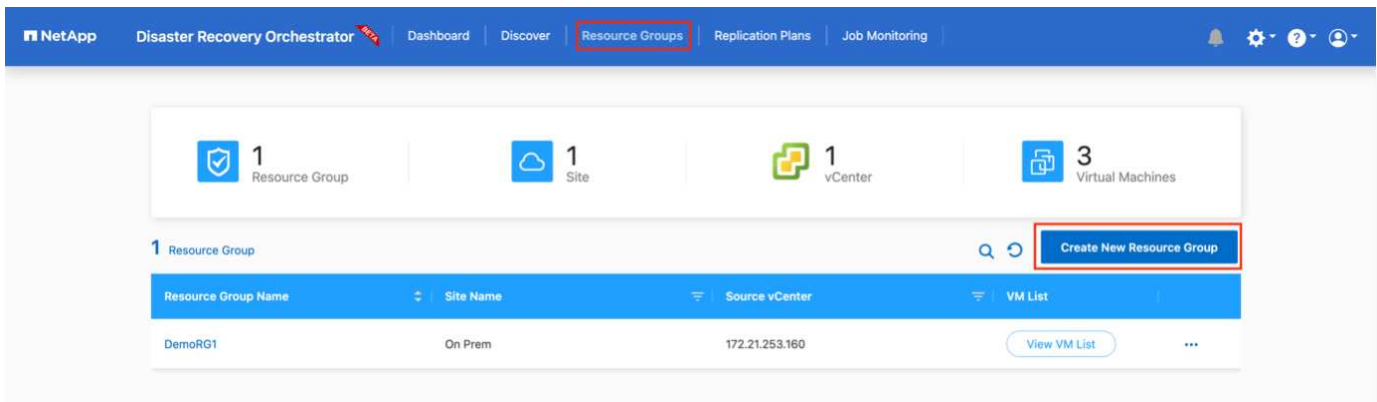 NetApp Disaster Recovery Orchestrator BETA Dashboard Discover Resource Groups Replication Plans Job Monitoring
1 Resource Group
1 Site
1 vCenter
3 Virtual Machines
1 Resource Group Create New Resource Group
Resource Group Name Site Name Source vCenter VM List
DemoRG1 On Prem 172.21.253.160 View VM List